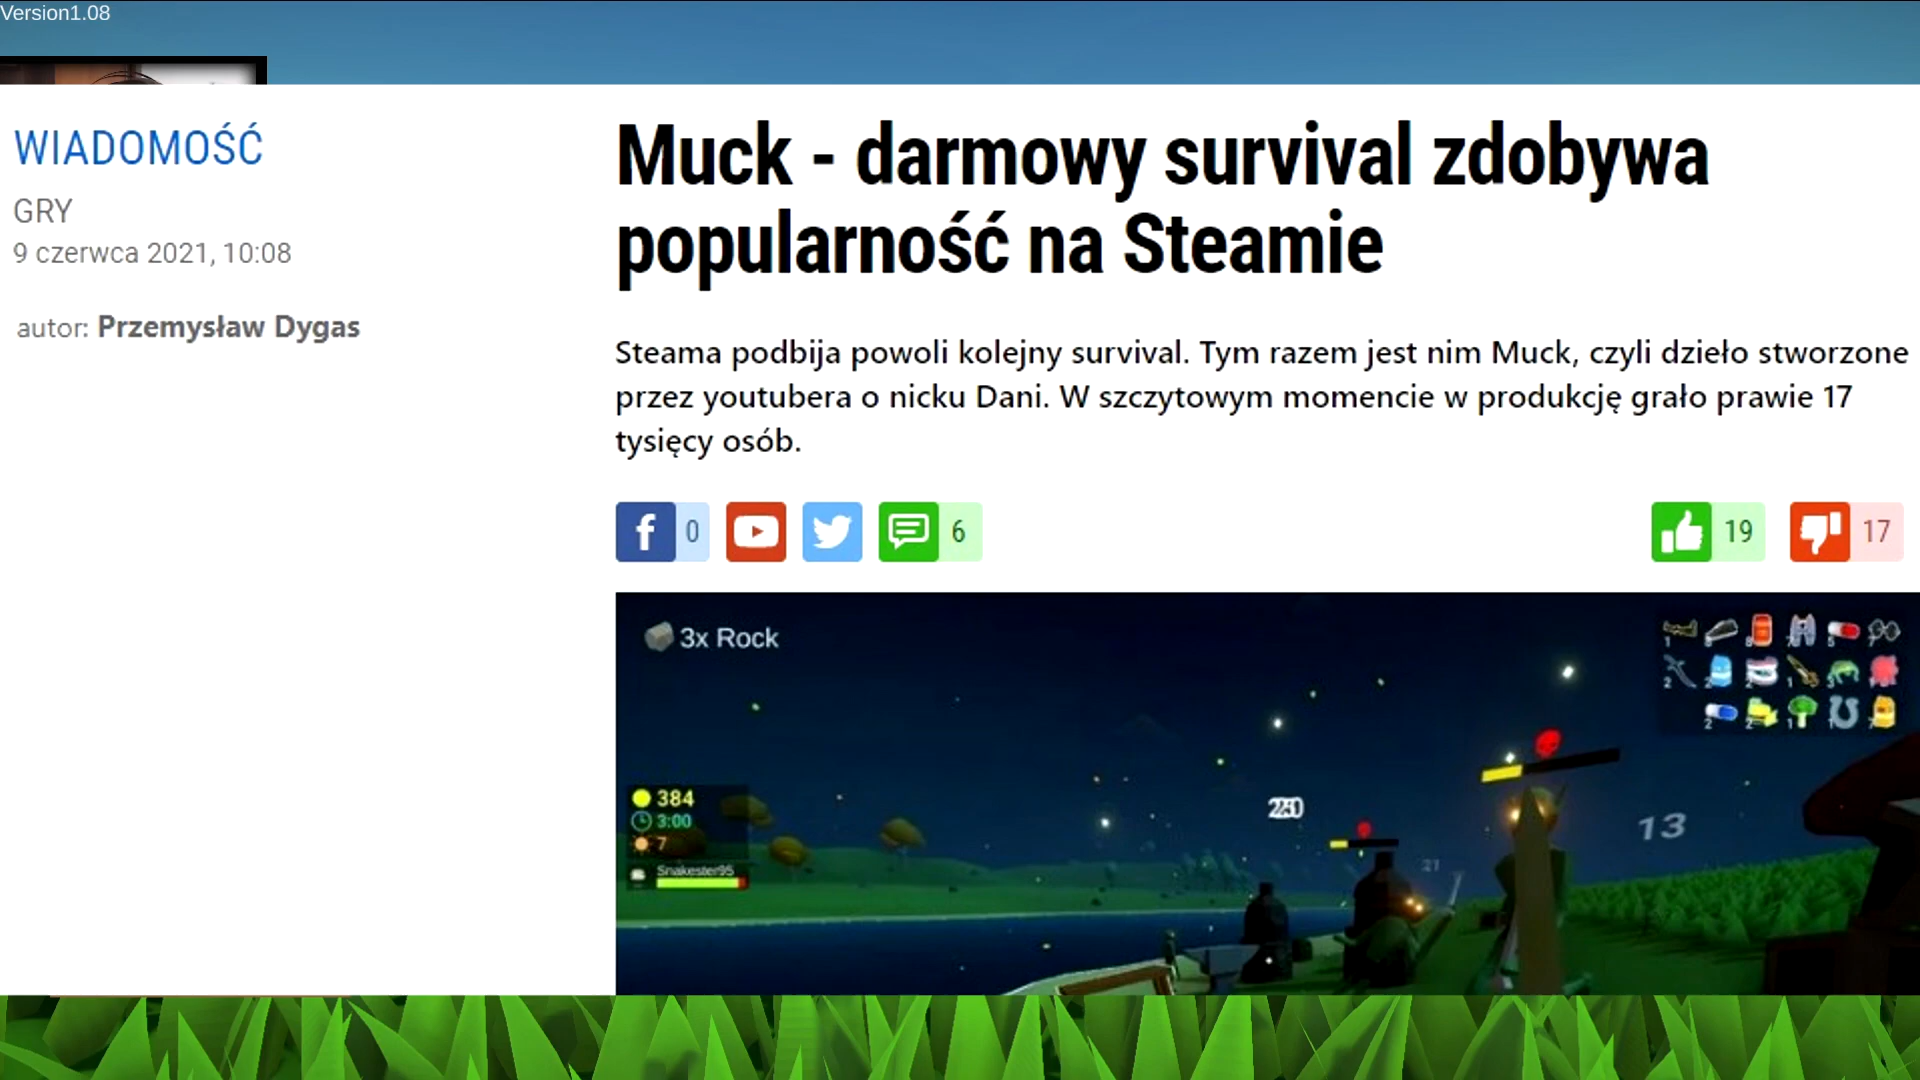 Version1.08
WIADOMOŚĆ
GRY
9 czerwca 2021, 10:08
autor: Przemysław Dygas
Muck - darmowy survival zdobywa
popularność na Steamie
Steama podbija powoli kolejny survival. Tym razem jest nim Muck, czyli dzieło stworzone
przez youtubera o nicku Dani. W szczytowym momencie w produkcję grało prawie 17
tysięcy osób.
0
6
19
17
3x Rock
384
3:00
7
Snakester95
13
21